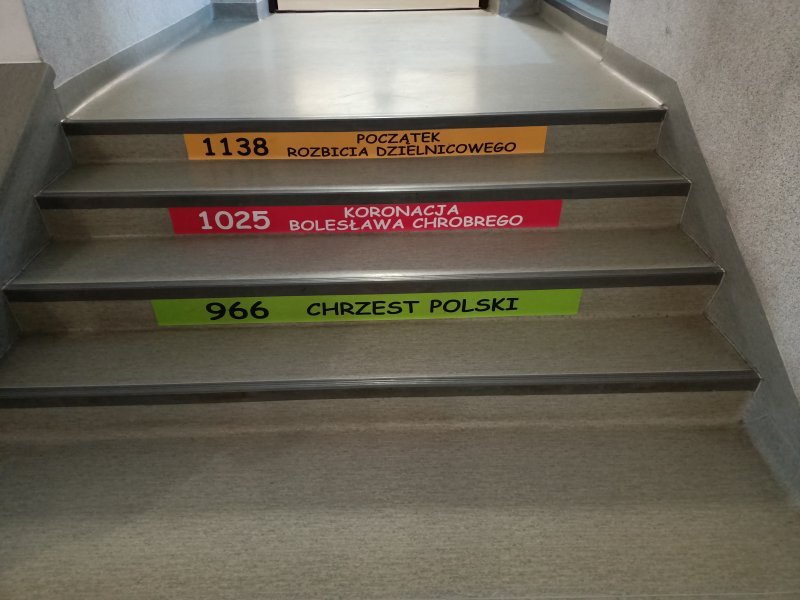 1138 POCZĄTEK
ROZBICIA DZIELNICOWEGO
1025 KORONACJA
BOLESŁAWA CHROBREGO
966 CHRZEST POLSKI